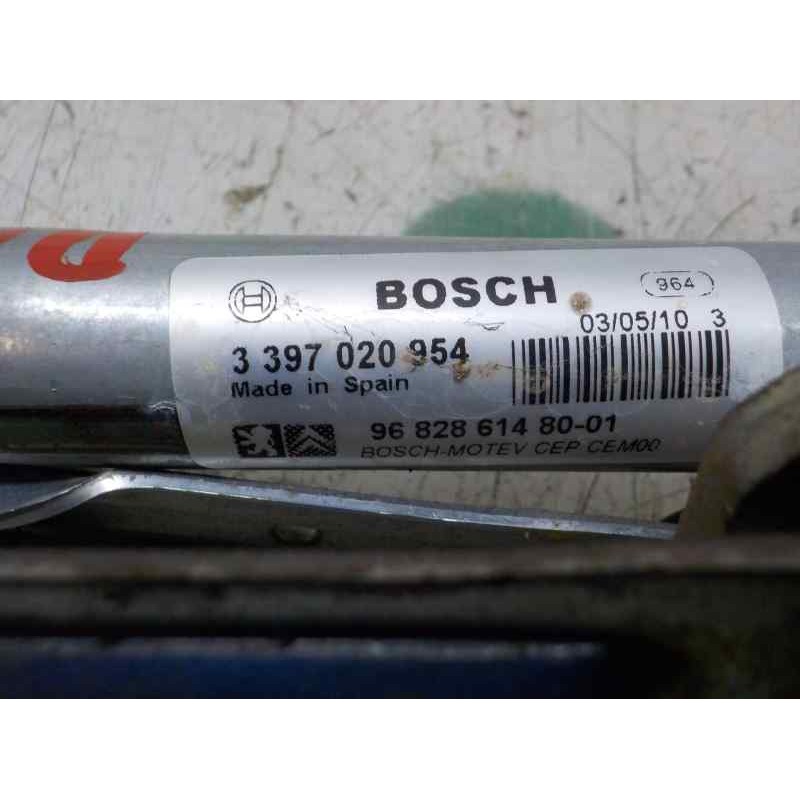 BOSCH
964
03/05/10 3
3 397 020 954
Made in Spain
96 828 614 80-01
BOSCH-MOTEV CEP CEM00